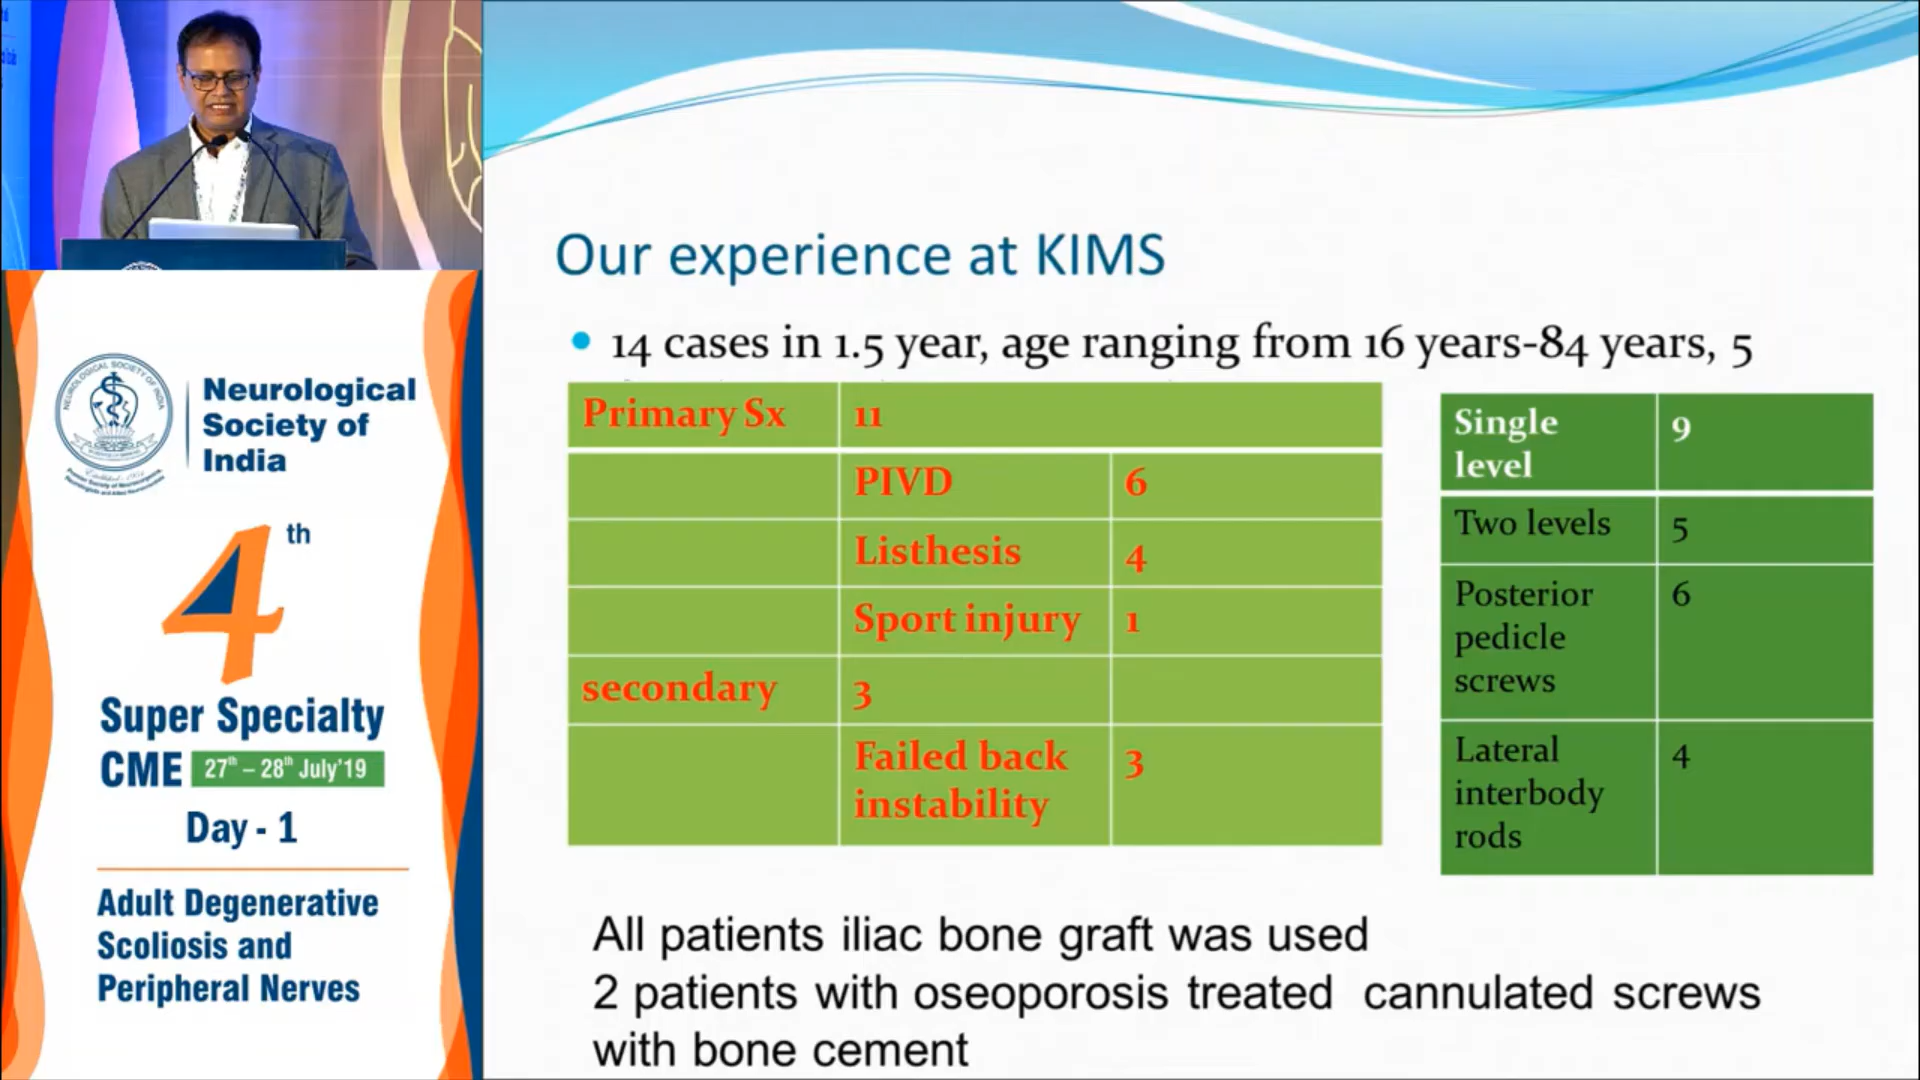 Our experience at KIMS
14 cases in 1.5 year, age ranging from 16 years-84 years, 5
Primary Sx 11
PIVD 6
Listhesis 4
Sport injury 1
secondary 3
Failed back
instability 3
Single
level 9
Two levels 5
Posterior
pedicle
screws 6
Lateral
interbody
rods 4
All patients iliac bone graft was used
2 patients with oseoporosis treated cannulated screws
with bone cement
NEUROLOGICAL SOCIETY OF INDIA
Neurological
Society of
India
4th
Super Specialty
CME 27th – 28th July'19
Day - 1
Adult Degenerative
Scoliosis and
Peripheral Nerves